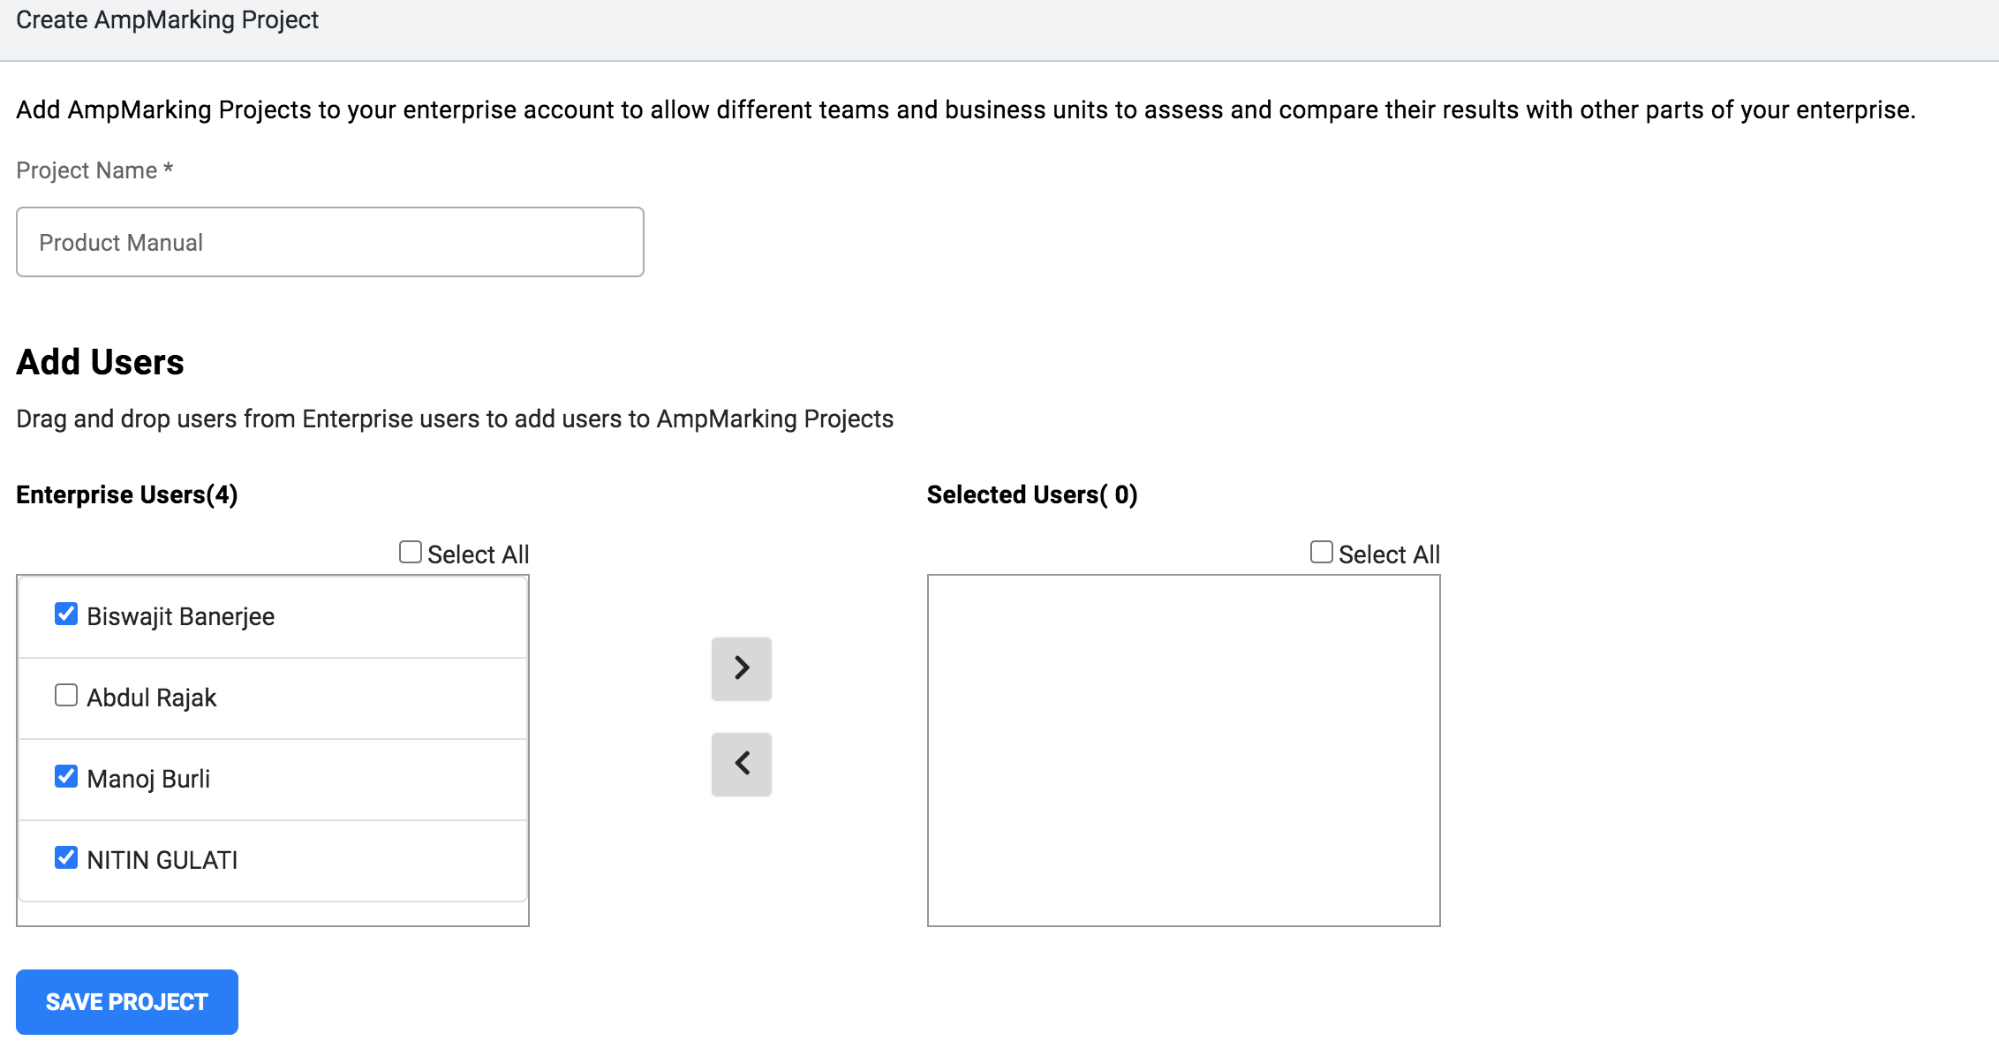 Create AmpMarking Project
Add AmpMarking Projects to your enterprise account to allow different teams and business units to assess and compare their results with other parts of your enterprise.
Project Name *
Product Manual
Add Users
Drag and drop users from Enterprise users to add users to AmpMarking Projects
Enterprise Users(4)
Selected Users( 0)
Select All
Select All
Biswajit Banerjee
Abdul Rajak
Manoj Burli
NITIN GULATI
SAVE PROJECT